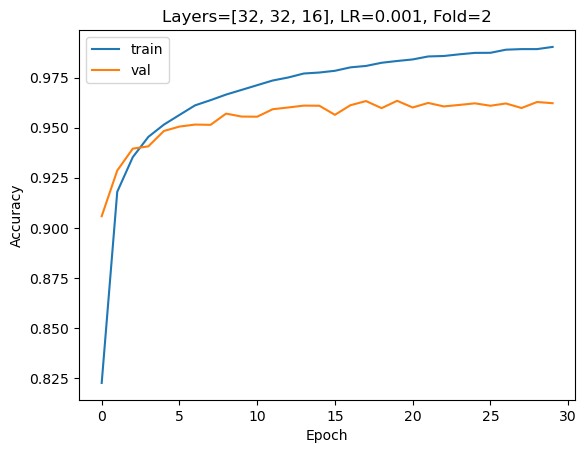 Layers=[32, 32, 16], LR=0.001, Fold=2
train
val
0.975
0.950
0.925
0.900
0.875
0.850
0.825
Accuracy
0 5 10 15 20 25 30
Epoch